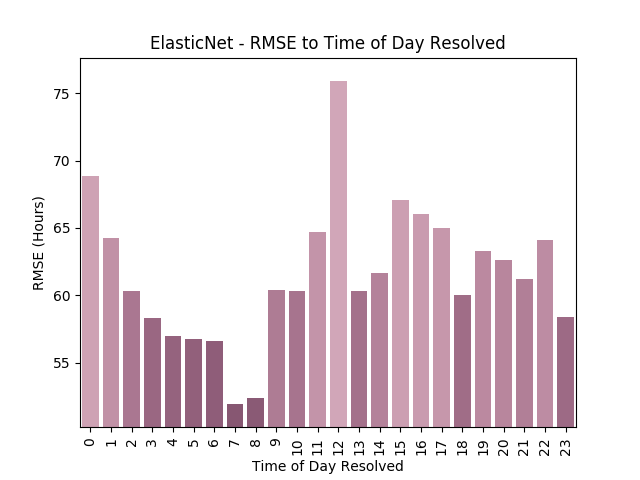 ElasticNet - RMSE to Time of Day Resolved
75
70
65
60
55
RMSE (Hours)
0 1 2 3 4 5 6 7 8 9 10 11 12 13 14 15 16 17 18 19 20 21 22 23
Time of Day Resolved